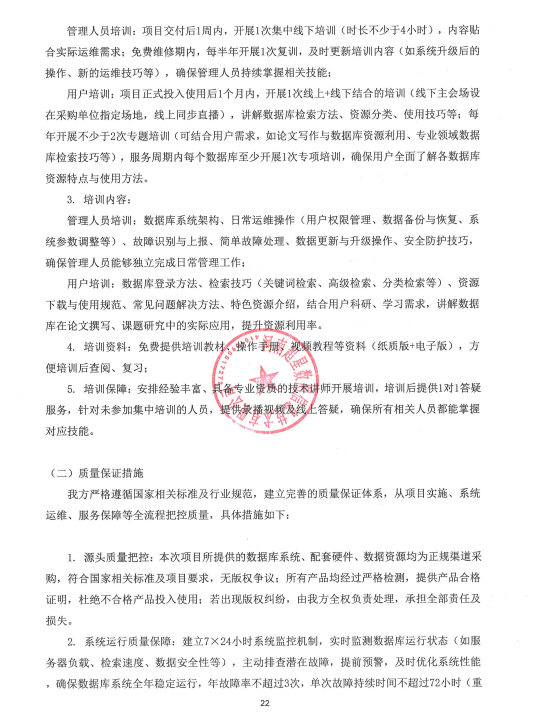 管理人员培训：项目交付后1周内，开展1次集中线下培训（时长不少于4小时），内容贴
合实际运维需求；免费维修期内，每半年开展1次复训，及时更新培训内容（如系统升级后的
操作、新的运维技巧等），确保管理人员持续掌握相关技能；
用户培训：项目正式投入使用后1个月内，开展1次线上+线下结合的培训（线下主会场设
在采购单位指定场地，线上同步直播），讲解数据库检索方法、资源分类、使用技巧等；每
年开展不少于2次专题培训（可结合用户需求，如论文写作与数据库资源利用、专业领域数据
库检索技巧等），服务周期内每个数据库至少开展1次专项培训，确保用户全面了解各数据库
资源特点与使用方法。
3. 培训内容：
管理人员培训：数据库系统架构、日常运维操作（用户权限管理、数据备份与恢复、系
统参数调整等）、故障识别与上报、简单故障处理、数据更新与升级操作、安全防护技巧，
确保管理人员能够独立完成日常管理工作；
用户培训：数据库登录方法、检索技巧（关键词检索、高级检索、分类检索等）、资源
下载与使用规范、常见问题解决方法、特色资源介绍，结合用户科研、学习需求，讲解数据
库在论文撰写、课题研究中的实际应用，提升资源利用率。
4. 培训资料：免费提供培训教材、操作手册、视频教程等资料（纸质版+电子版），方
便培训后查阅、复习；
5. 培训保障：安排经验丰富、具备专业资质的技术讲师开展培训，培训后提供1对1答疑
服务，针对未参加集中培训的人员，提供录播视频及线上答疑，确保所有相关人员都能掌握
对应技能。
（二）质量保证措施
我方严格遵循国家相关标准及行业规范，建立完善的质量保证体系，从项目实施、系统
运维、服务保障等全流程把控质量，具体措施如下：
1. 源头质量把控：本次项目所提供的数据库系统、配套硬件、数据资源均为正规渠道采
购，符合国家相关标准及项目要求，无版权争议；所有产品均经过严格检测，提供产品合格
证明，杜绝不合格产品投入使用；若出现版权纠纷，由我方全权负责处理，承担全部责任及
损失。
2. 系统运行质量保障：建立7×24小时系统监控机制，实时监测数据库运行状态（如服
务器负载、检索速度、数据安全性等），主动排查潜在故障，提前预警，及时优化系统性能
，确保数据库系统全年稳定运行，年故障率不超过3次，单次故障持续时间不超过72小时（重
22